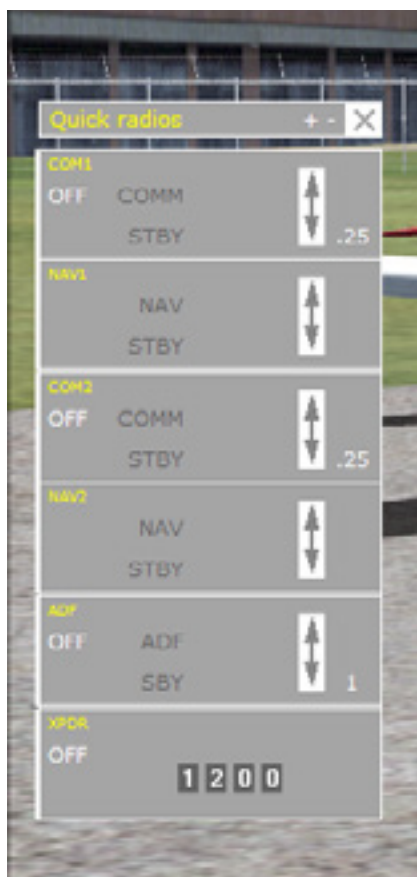 Quick radios + - X
COM1
OFF COMM
STBY .25
NAV1
NAV
STBY
COM2
OFF COMM
STBY .25
NAV2
NAV
STBY
ADF
OFF ADF
SBY 1
XPDR
OFF
1200